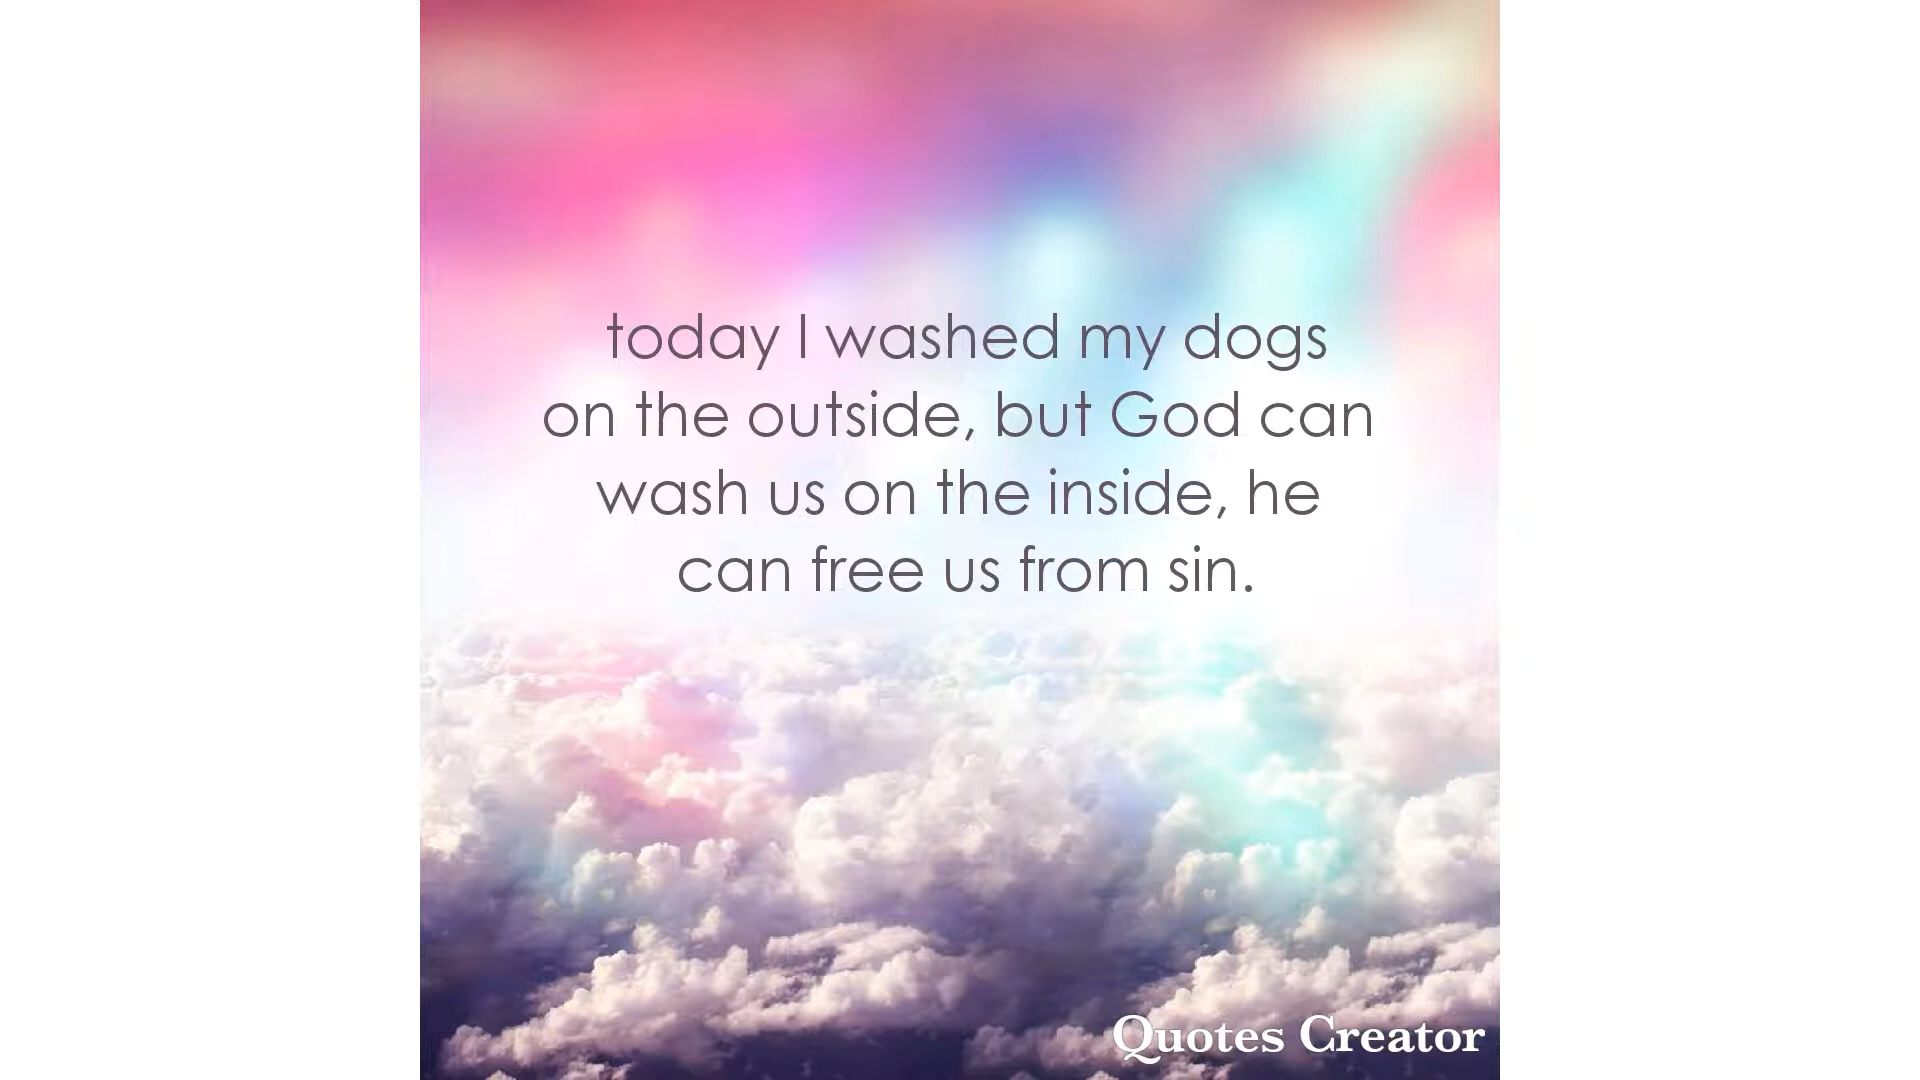 today I washed my dogs
on the outside, but God can
wash us on the inside, he
can free us from sin.
Quotes Creator